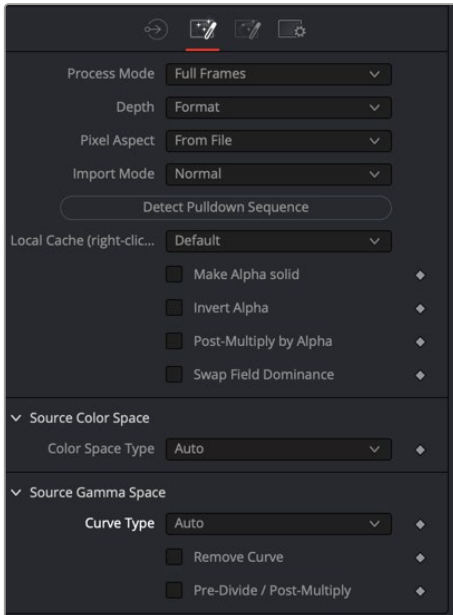 Process Mode Full Frames
Depth Format
Pixel Aspect From File
Import Mode Normal
Detect Pulldown Sequence
Local Cache (right-clic... Default
Make Alpha solid
Invert Alpha
Post-Multiply by Alpha
Swap Field Dominance
Source Color Space
Color Space Type Auto
Source Gamma Space
Curve Type Auto
Remove Curve
Pre-Divide / Post-Multiply